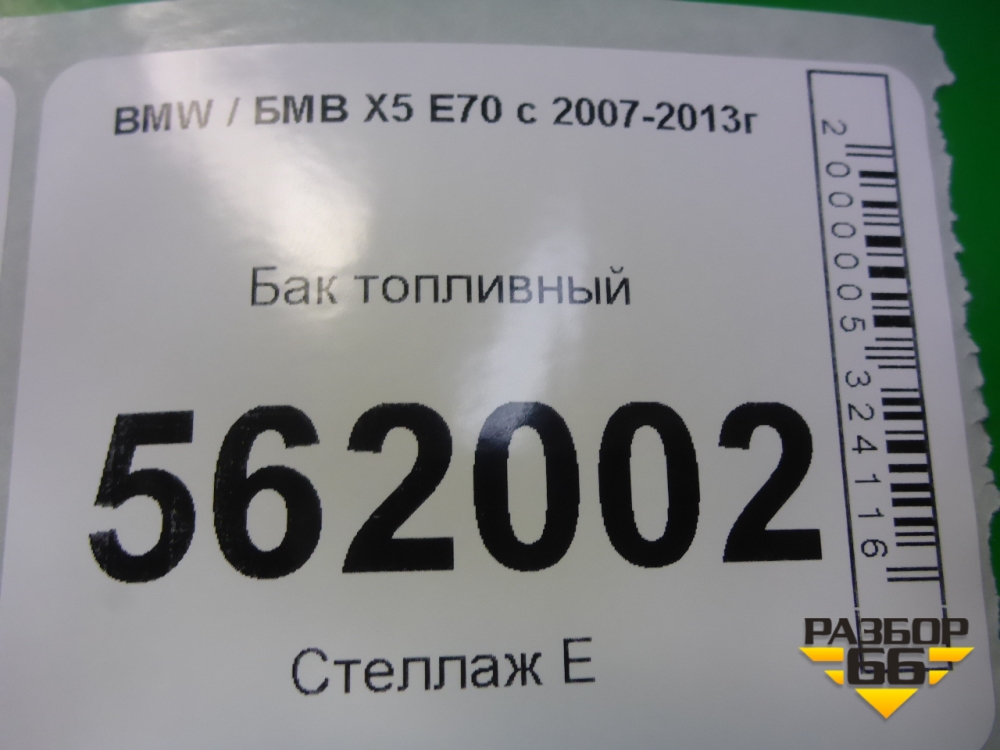 BMW / БМВ X5 E70 с 2007-2013г
Бак топливный
562002
Стеллаж Е
2000005324116
РАЗБОР
66